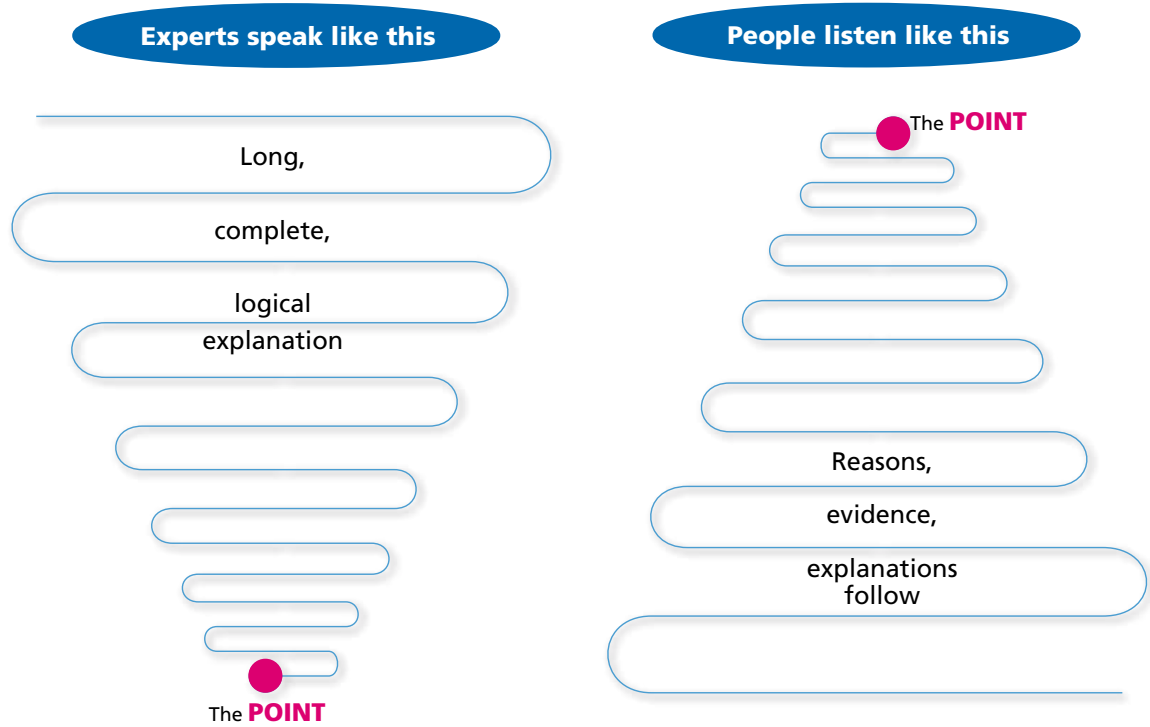 Experts speak like this
Long,
complete,
logical
explanation
The POINT
People listen like this
The POINT
Reasons,
evidence,
explanations
follow